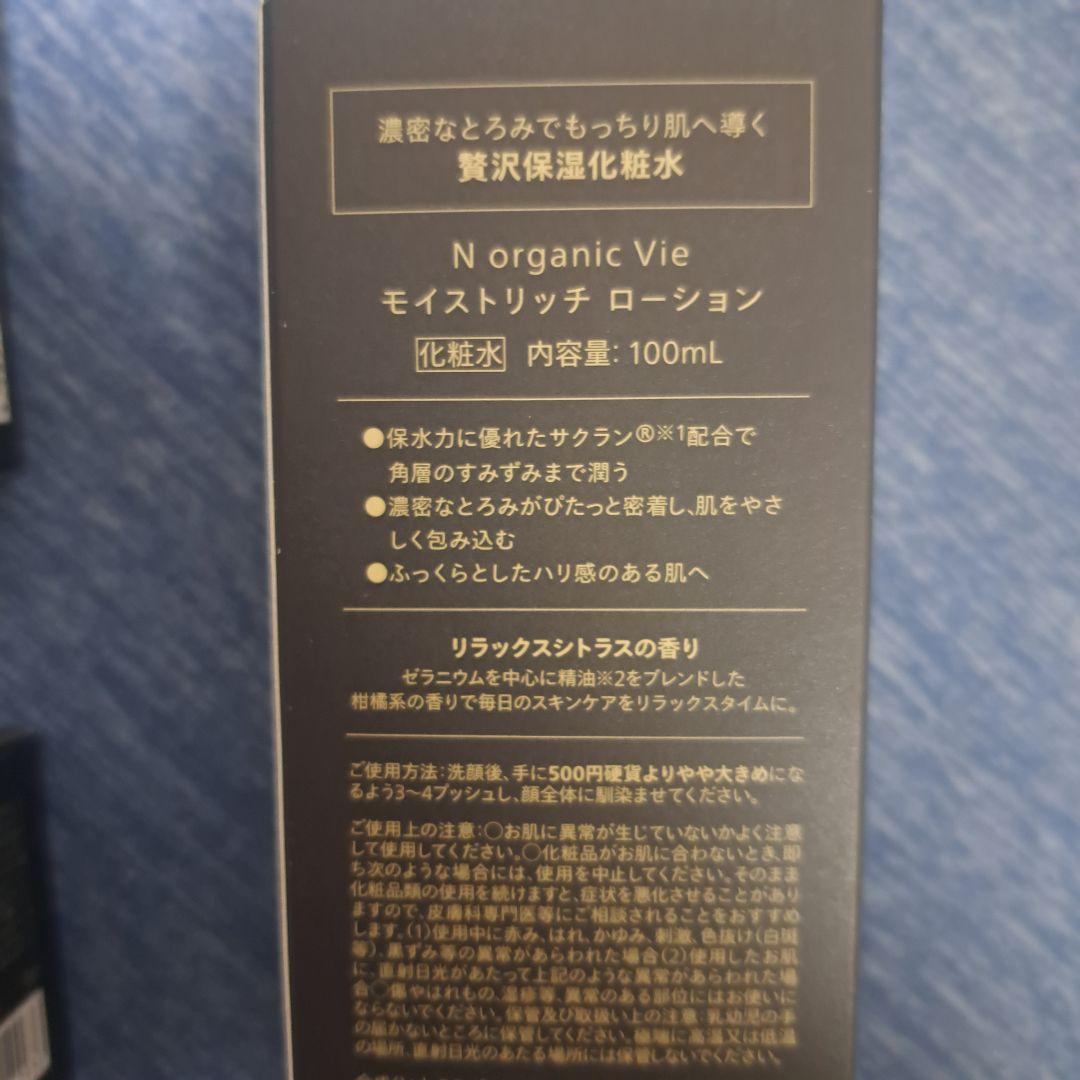 濃密なとろみでもっちり肌へ導く
贅沢保湿化粧水
N organic Vie
モイストリッチ ローション
化粧水 内容量: 100mL
●保水力に優れたサクラン®※1配合で
角層のすみずみまで潤う
●濃密なとろみがぴたっと密着し、肌をやさ
しく包み込む
●ふっくらとしたハリ感のある肌へ
リラックスシトラスの香り
ゼラニウムを中心に精油※2をブレンドした
柑橘系の香りで毎日のスキンケアをリラックスタイムに。
ご使用方法:洗顔後、手に500円硬貨よりやや大きめにな
るよう3〜4プッシュし、顔全体に馴染ませてください。
ご使用上の注意:○お肌に異常が生じていないかよく注意
して使用してください。○化粧品がお肌に合わないとき、即
ち次のような場合には、使用を中止してください。そのまま
化粧品類の使用を続けますと、症状を悪化させることがあり
ますので、皮膚科専門医等にご相談されることをおすすめ
します。(1)使用中に赤み、はれ、かゆみ、刺激、色抜け(白斑
等)、黒ずみ等の異常があらわれた場合(2)使用したお肌
に、直射日光があたって上記のような異常があらわれた場
合○傷やはれもの、湿疹等、異常のある部位にはお使いに
ならないでください。保管及び取扱い上の注意:乳幼児の手
の届かないところに保管してください。極端に高温又は低温
の場所、直射日光のあたる場所には保管しないでください。